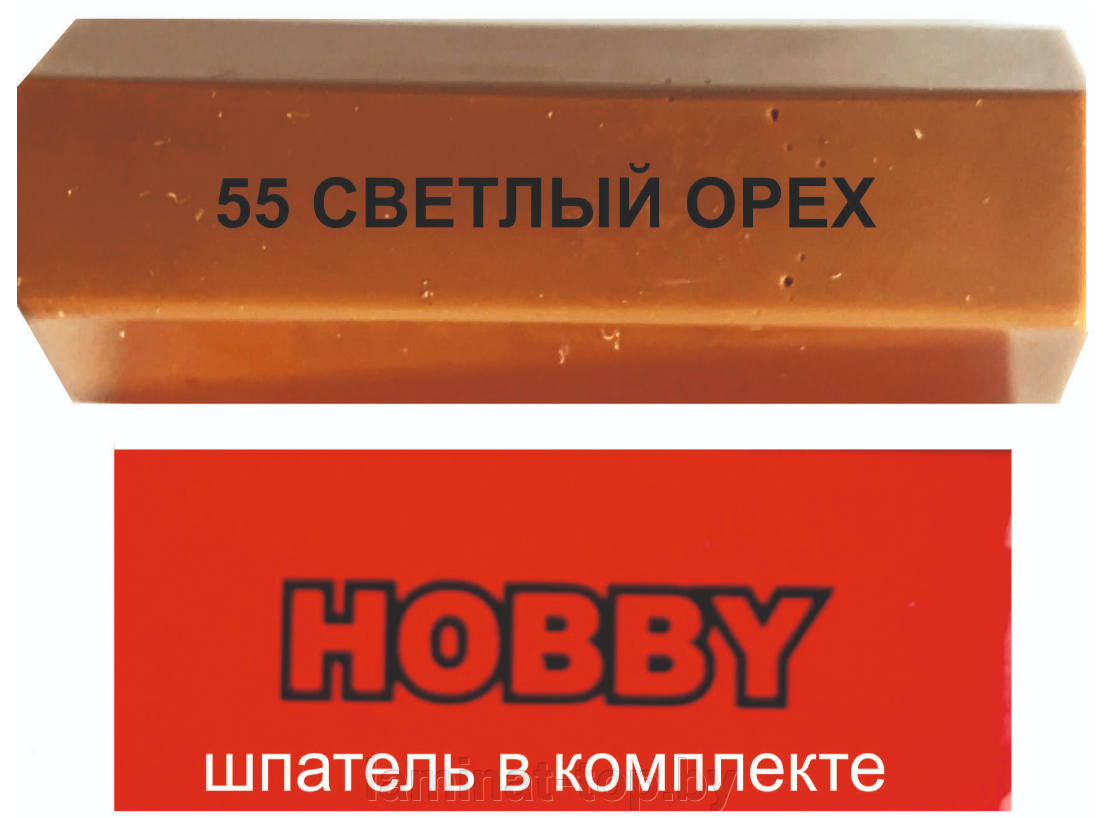 55 СВЕТЛЫЙ ОРЕХ
HOBBY
шпатель в комплекте
laminat-top.by